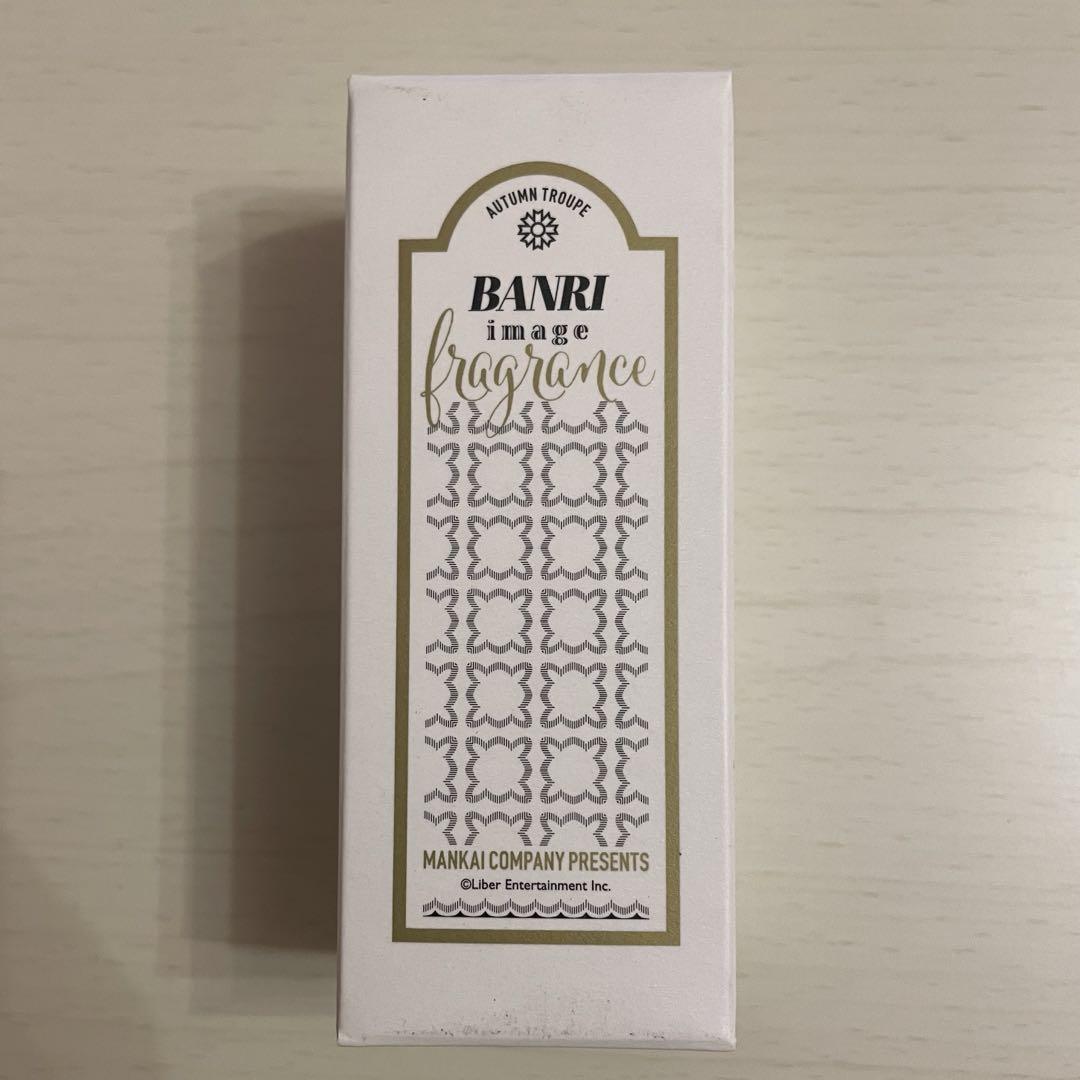 AUTUMN TROUPE
BANRI
image
fragrance
MANKAI COMPANY PRESENTS
©Liber Entertainment Inc.